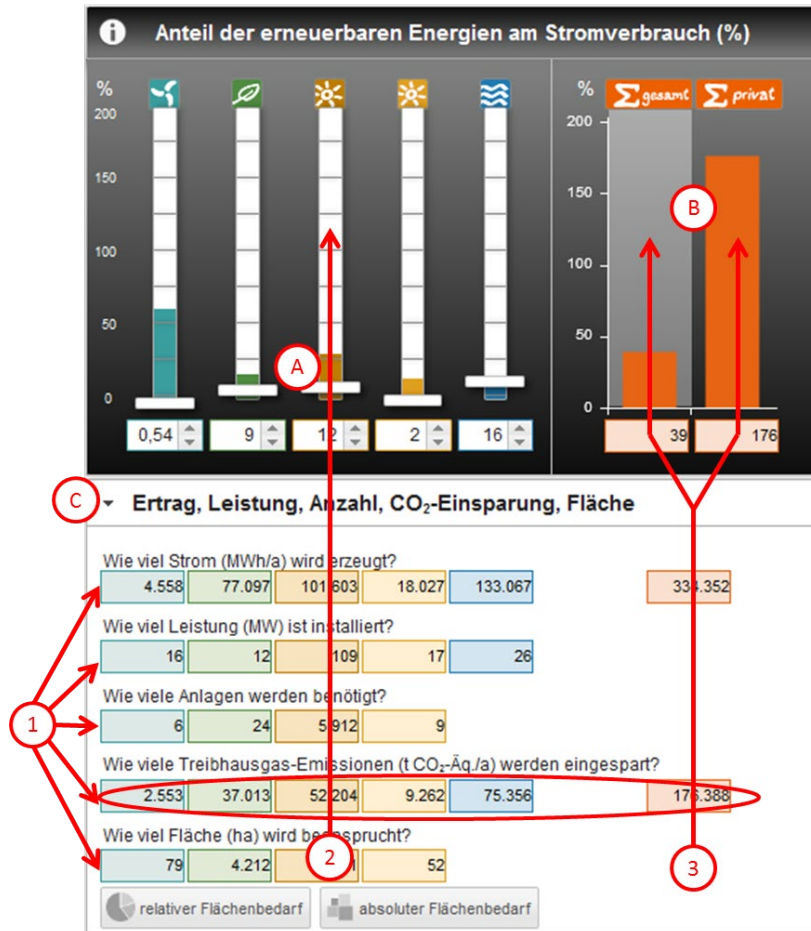 i Anteil der erneuerbaren Energien am Stromverbrauch (%)
% % Σ gesamt Σ privat
200 200
150 150
B
100 100
50 50
A
0 0
0,54 9 12 2 16 39 176
C Ertrag, Leistung, Anzahl, CO₂-Einsparung, Fläche
Wie viel Strom (MWh/a) wird erzeugt?
4.558 77.097 101.603 18.027 133.067 334.352
Wie viel Leistung (MW) ist installiert?
16 12 109 17 26
Wie viele Anlagen werden benötigt?
1 6 24 5.912 9
Wie viele Treibhausgas-Emissionen (t CO₂-Äq./a) werden eingespart?
2.553 37.013 52.204 9.262 75.356 176.388
Wie viel Fläche (ha) wird beansprucht?
79 4.212 2 52 3
relativer Flächenbedarf absoluter Flächenbedarf